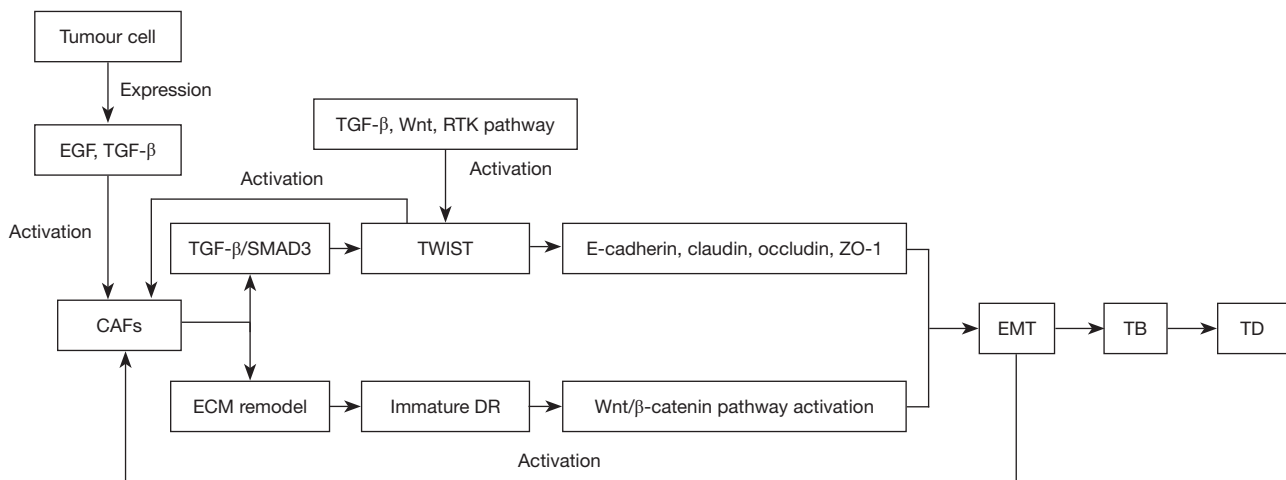 Tumour cell
Expression
EGF, TGF-β
TGF-β, Wnt, RTK pathway
Activation
Activation
Activation
TGF-β/SMAD3
TWIST
E-cadherin, claudin, occludin, ZO-1
CAFs
EMT
TB
TD
ECM remodel
Immature DR
Wnt/β-catenin pathway activation
Activation